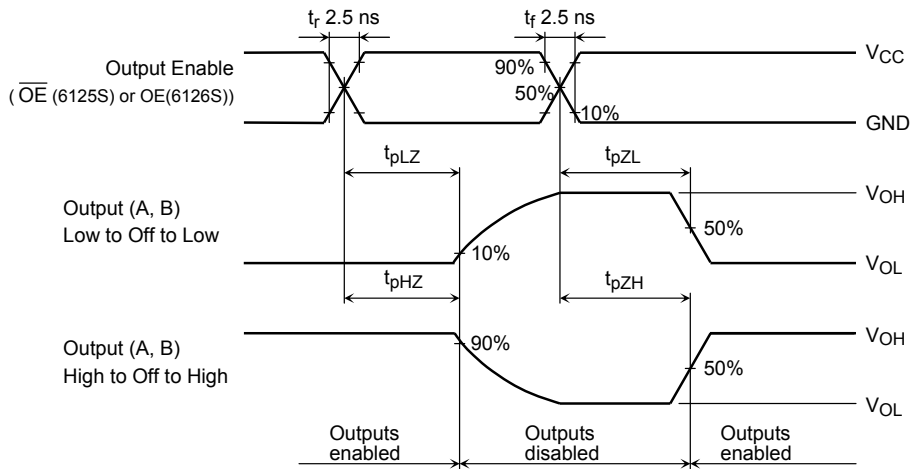 tr 2.5 ns
tf 2.5 ns
Output Enable
( OE (6125S) or OE(6126S))
90%
50%
10%
VCC
GND
tpLZ
tpZL
Output (A, B)
Low to Off to Low
10%
50%
VOH
VOL
tpHZ
tpZH
Output (A, B)
High to Off to High
90%
50%
VOH
VOL
Outputs
enabled
Outputs
disabled
Outputs
enabled